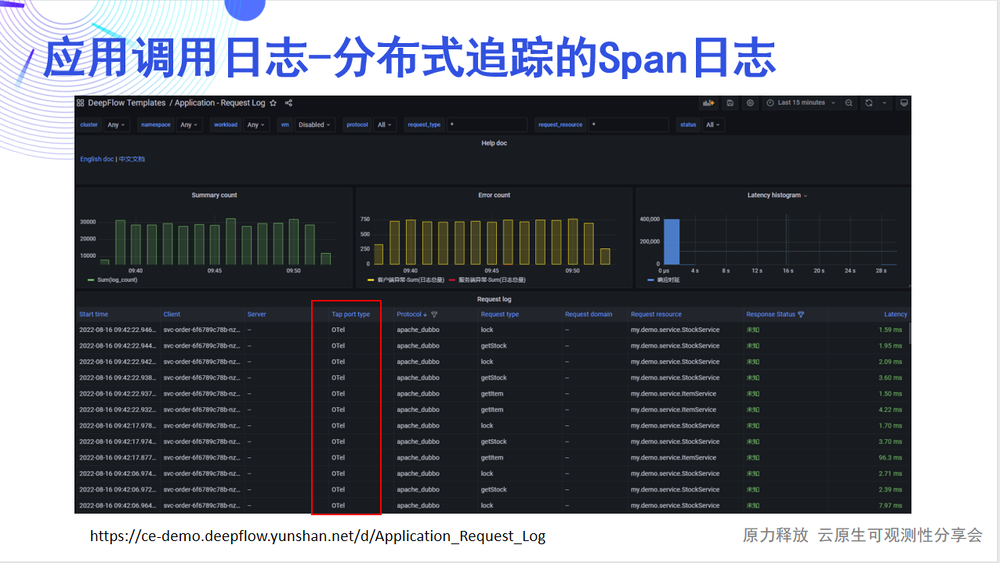 应用调用日志-分布式追踪的Span日志
DeepFlow Templates / Application - Request Log
Last 15 minutes
cluster Any namespace Any workload Any vm Disabled protocol All request_type * request_resource * status All
Help doc
English doc | 中文文档
Summary count
30000
20000
10000
09:40 09:45 09:50
Sum(log_count)
Error count
750
500
250
0
09:40 09:45 09:50
客户端异常-Sum(日志总量) 服务端异常-Sum(日志总量)
Latency histogram
400,000
200,000
0
0 μs 4 s 8 s 12 s 16 s 20 s 24 s 28 s
响应时延
Request log
Start time Client Server Tap port type Protocol Request type Request domain Request resource Response Status Latency
2022-08-16 09:42:22.946... svc-order-6f6789c78b-nz... -- OTel apache_dubbo lock -- my.demo.service.StockService 未知 1.59 ms
2022-08-16 09:42:22.944... svc-order-6f6789c78b-nz... -- OTel apache_dubbo getStock -- my.demo.service.StockService 未知 1.95 ms
2022-08-16 09:42:22.942... svc-order-6f6789c78b-nz... -- OTel apache_dubbo lock -- my.demo.service.StockService 未知 2.09 ms
2022-08-16 09:42:22.938... svc-order-6f6789c78b-nz... -- OTel apache_dubbo getStock -- my.demo.service.StockService 未知 3.60 ms
2022-08-16 09:42:22.937... svc-order-6f6789c78b-nz... -- OTel apache_dubbo getItem -- my.demo.service.ItemService 未知 1.50 ms
2022-08-16 09:42:22.932... svc-order-6f6789c78b-nz... -- OTel apache_dubbo getItem -- my.demo.service.ItemService 未知 4.22 ms
2022-08-16 09:42:17.978... svc-order-6f6789c78b-nz... -- OTel apache_dubbo lock -- my.demo.service.StockService 未知 1.70 ms
2022-08-16 09:42:17.974... svc-order-6f6789c78b-nz... -- OTel apache_dubbo getStock -- my.demo.service.StockService 未知 3.70 ms
2022-08-16 09:42:17.877... svc-order-6f6789c78b-nz... -- OTel apache_dubbo getItem -- my.demo.service.ItemService 未知 96.3 ms
2022-08-16 09:42:06.974... svc-order-6f6789c78b-nz... -- OTel apache_dubbo lock -- my.demo.service.StockService 未知 2.71 ms
2022-08-16 09:42:06.972... svc-order-6f6789c78b-nz... -- OTel apache_dubbo getStock -- my.demo.service.StockService 未知 2.39 ms
2022-08-16 09:42:06.964... svc-order-6f6789c78b-nz... -- OTel apache_dubbo lock -- my.demo.service.StockService 未知 7.97 ms
https://ce-demo.deepflow.yunshan.net/d/Application_Request_Log
原力释放 云原生可观测性分享会